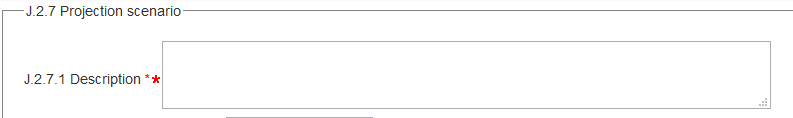 J.2.7 Projection scenario
J.2.7.1 Description **